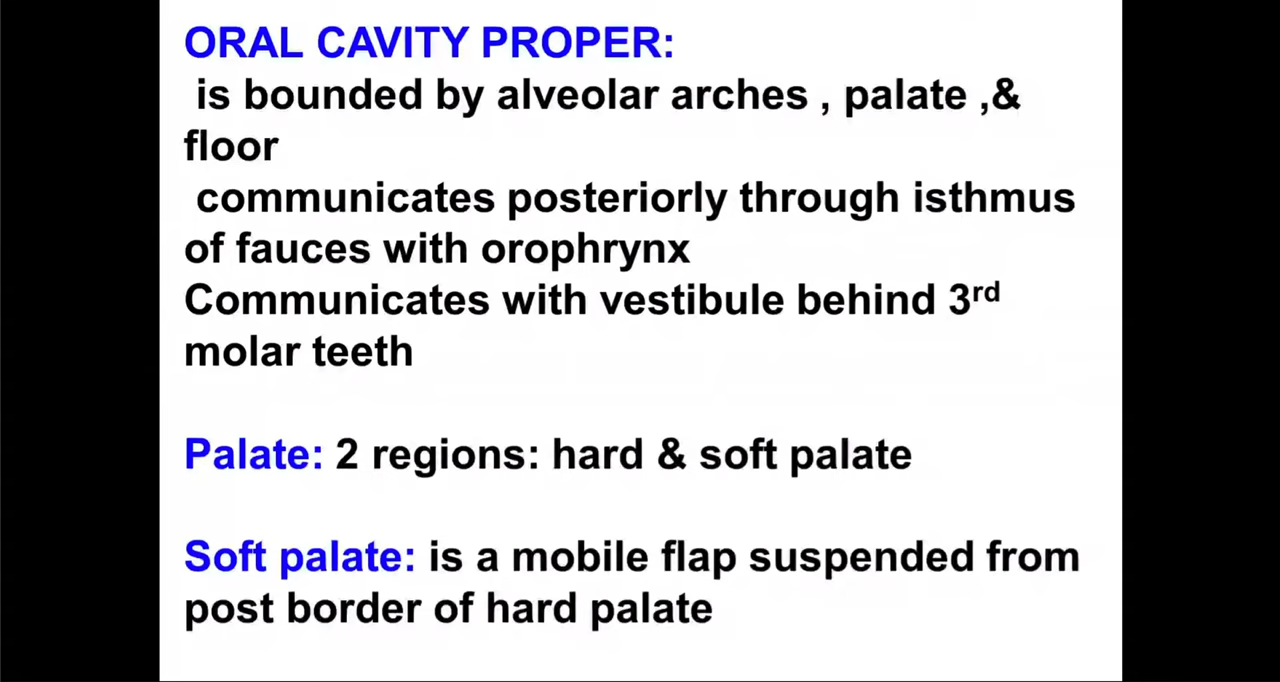 ORAL CAVITY PROPER:
is bounded by alveolar arches , palate ,&
floor
communicates posteriorly through isthmus
of fauces with orophrynx
Communicates with vestibule behind 3rd
molar teeth
Palate: 2 regions: hard & soft palate
Soft palate: is a mobile flap suspended from
post border of hard palate